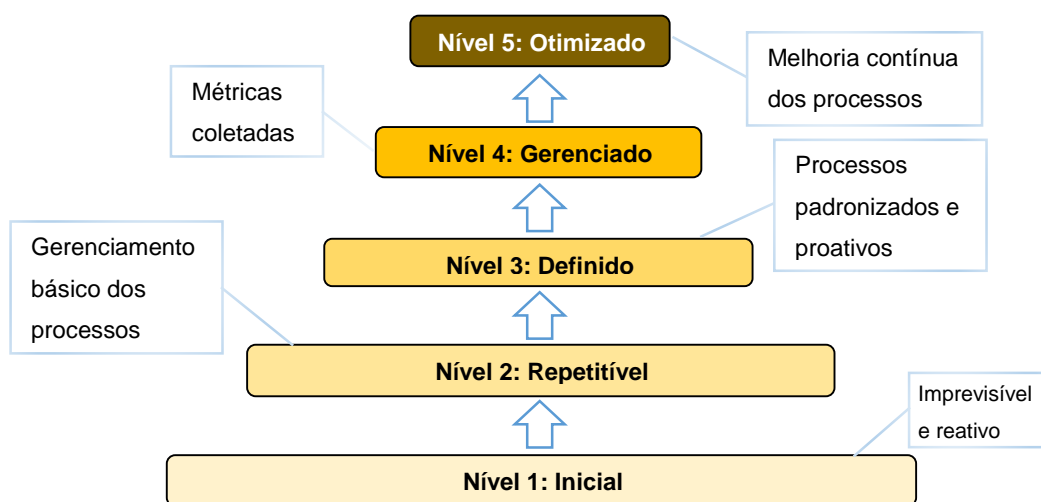 Nível 5: Otimizado
Melhoria contínua
dos processos
Métricas
coletadas
Nível 4: Gerenciado
Processos
padronizados e
proativos
Gerenciamento
básico dos
processos
Nível 3: Definido
Nível 2: Repetitível
Imprevisível
e reativo
Nível 1: Inicial